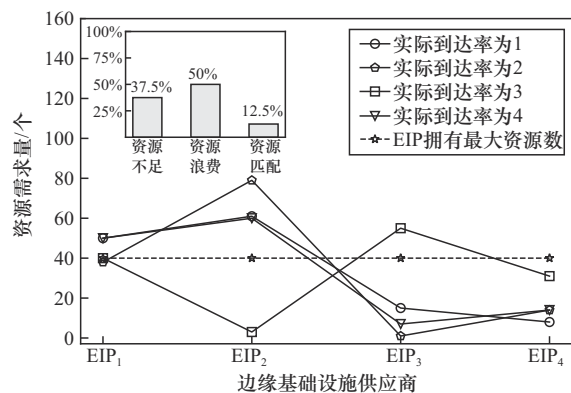 160
140
120
100
80
60
40
20
0
资源需求量/个
100%
50%
25%
37.5%
50%
12.5%
资源 资源 资源
不足 浪费 匹配
实际到达率为1
实际到达率为2
实际到达率为3
实际到达率为4
EIP拥有最大资源数
EIP₁ EIP₂ EIP₃ EIP₄
边缘基础设施供应商